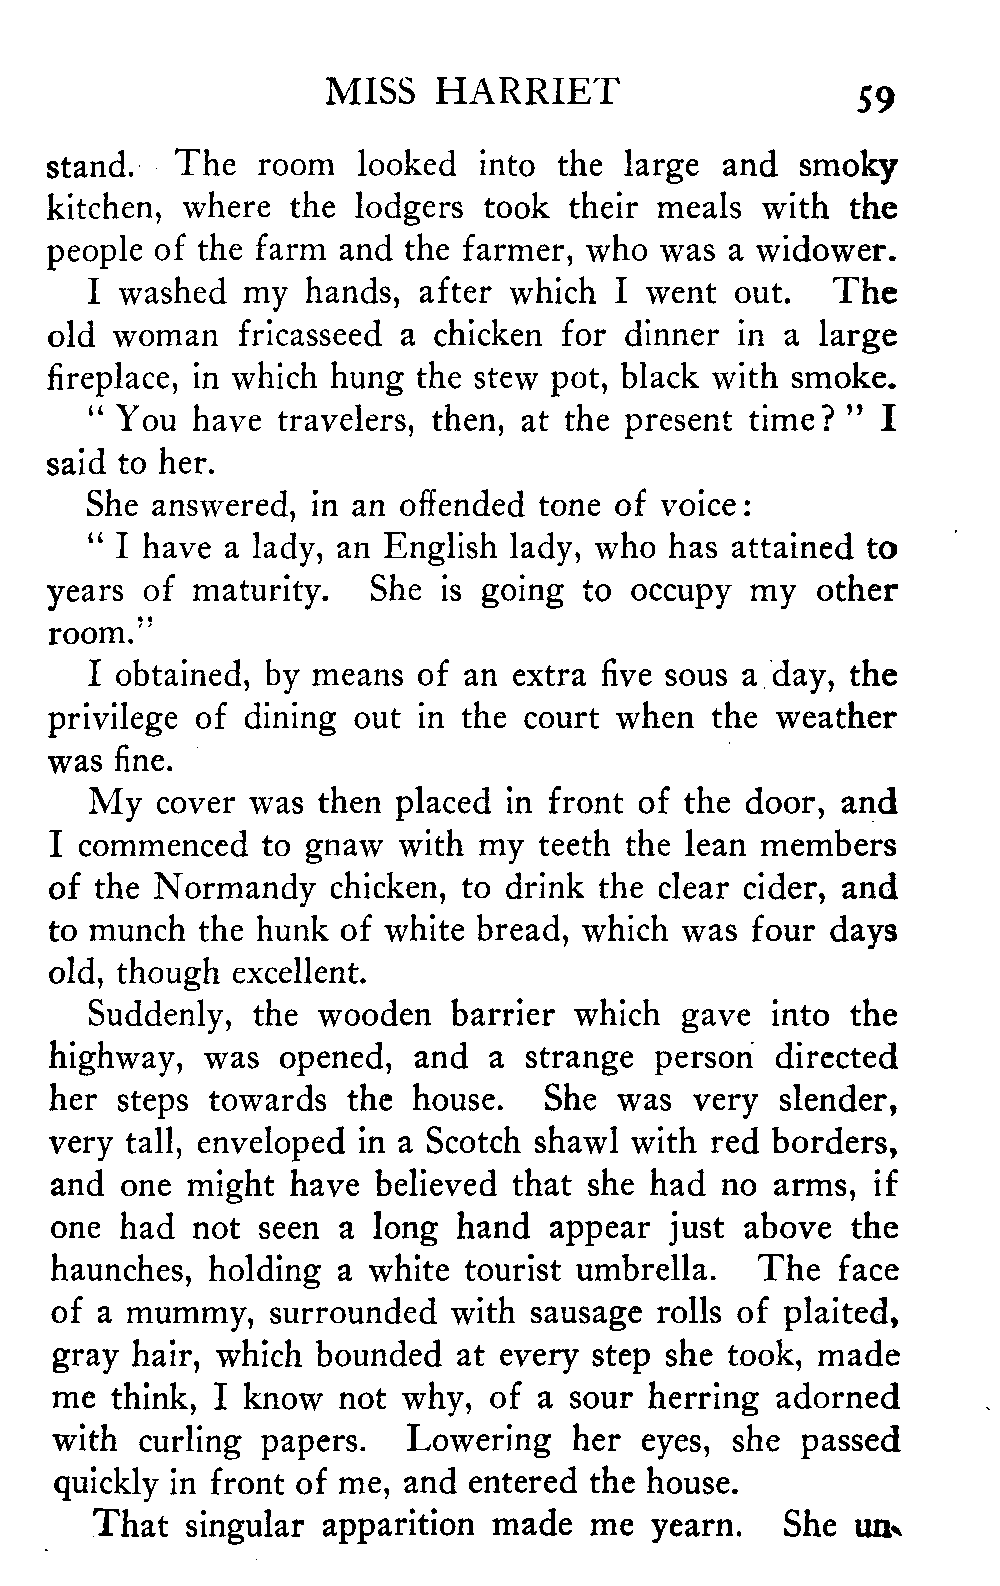 MISS HARRIET 59
stand. The room looked into the large and smoky
kitchen, where the lodgers took their meals with the
people of the farm and the farmer, who was a widower.
I washed my hands, after which I went out. The
old woman fricasseed a chicken for dinner in a large
fireplace, in which hung the stew pot, black with smoke.
" You have travelers, then, at the present time? " I
said to her.
She answered, in an offended tone of voice:
" I have a lady, an English lady, who has attained to
years of maturity. She is going to occupy my other
room."
I obtained, by means of an extra five sous a day, the
privilege of dining out in the court when the weather
was fine.
My cover was then placed in front of the door, and
I commenced to gnaw with my teeth the lean members
of the Normandy chicken, to drink the clear cider, and
to munch the hunk of white bread, which was four days
old, though excellent.
Suddenly, the wooden barrier which gave into the
highway, was opened, and a strange person directed
her steps towards the house. She was very slender,
very tall, enveloped in a Scotch shawl with red borders,
and one might have believed that she had no arms, if
one had not seen a long hand appear just above the
haunches, holding a white tourist umbrella. The face
of a mummy, surrounded with sausage rolls of plaited,
gray hair, which bounded at every step she took, made
me think, I know not why, of a sour herring adorned
with curling papers. Lowering her eyes, she passed
quickly in front of me, and entered the house.
That singular apparition made me yearn. She un-